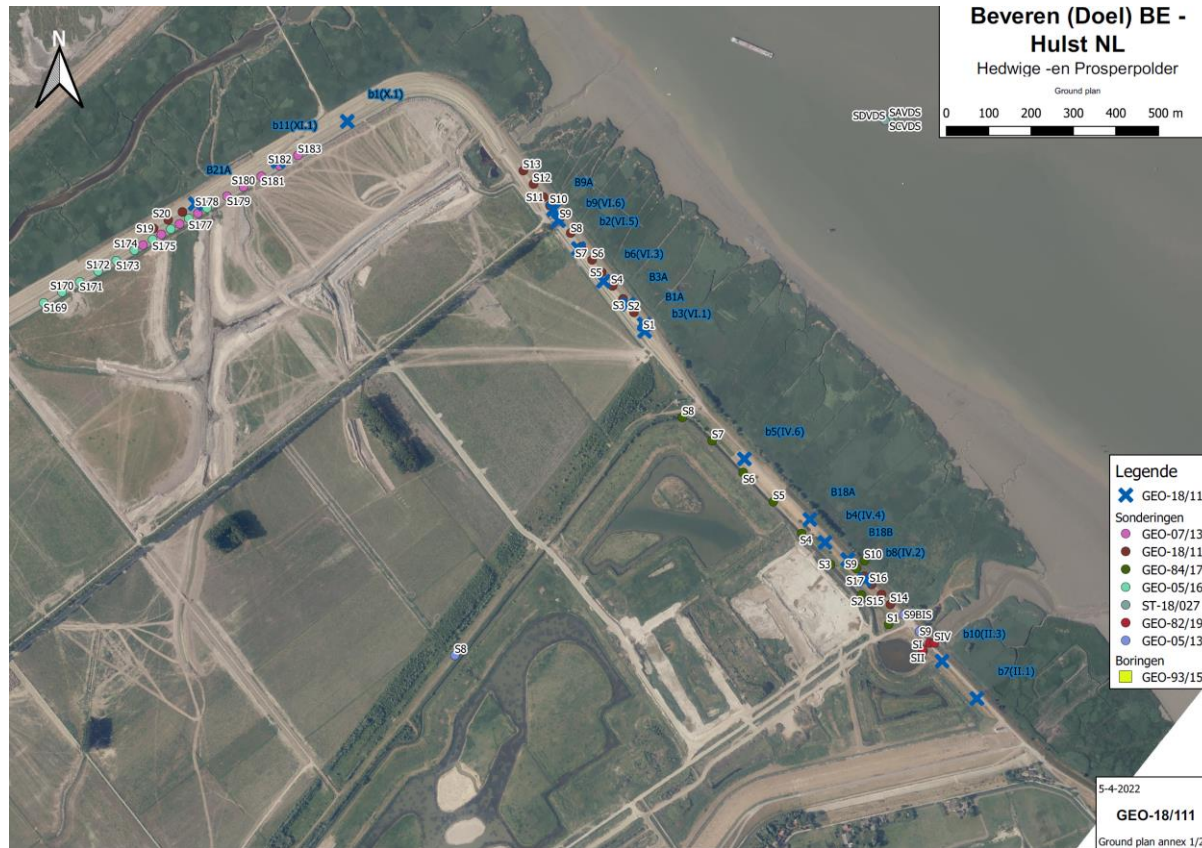 Beveren (Doel) BE -
Hulst NL
Hedwige -en Prosperpolder
Ground plan
0 100 200 300 400 500 m
N
SDVDS SAVDS
SCVDS
b1(X.1)
b11(XI.1)
S183
S182
B21A
S180
S181
S178
S179
S20
S19
S177
S174
S175
S172
S173
S170
S171
S169
S13
S12
B9A
S11
S10
b9(VI.6)
S9
b2(VI.5)
S8
S7
S6
b6(VI.3)
S5
S4
B3A
S3
S2
B1A
b3(VI.1)
S1
S8
S7
b5(IV.6)
S6
S5
B18A
b4(IV.4)
S4
B18B
S10
b8(IV.2)
S3
S9
S17
S16
S2
S15
S14
S1
S9BIS
S9
SI
SIV
SII
b10(II.3)
b7(II.1)
S8
Legende
GEO-18/11
Sonderingen
GEO-07/13
GEO-18/11
GEO-84/17
GEO-05/16
ST-18/027
GEO-82/19
GEO-05/13
Boringen
GEO-93/15
5-4-2022
GEO-18/111
Ground plan annex 1/2